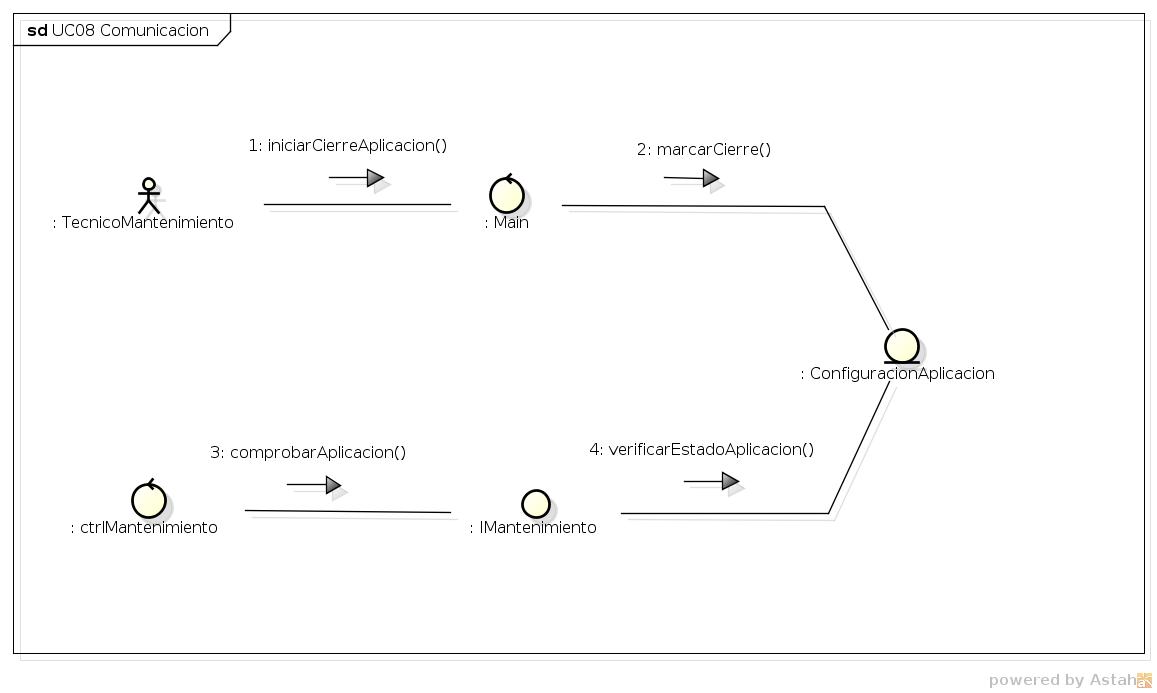 sd UC08 Comunicacion
1: iniciarCierreAplicacion()
2: marcarCierre()
: TecnicoMantenimiento
: Main
: ConfiguracionAplicacion
3: comprobarAplicacion()
4: verificarEstadoAplicacion()
: ctrlMantenimiento
: IMantenimiento
powered by Astah